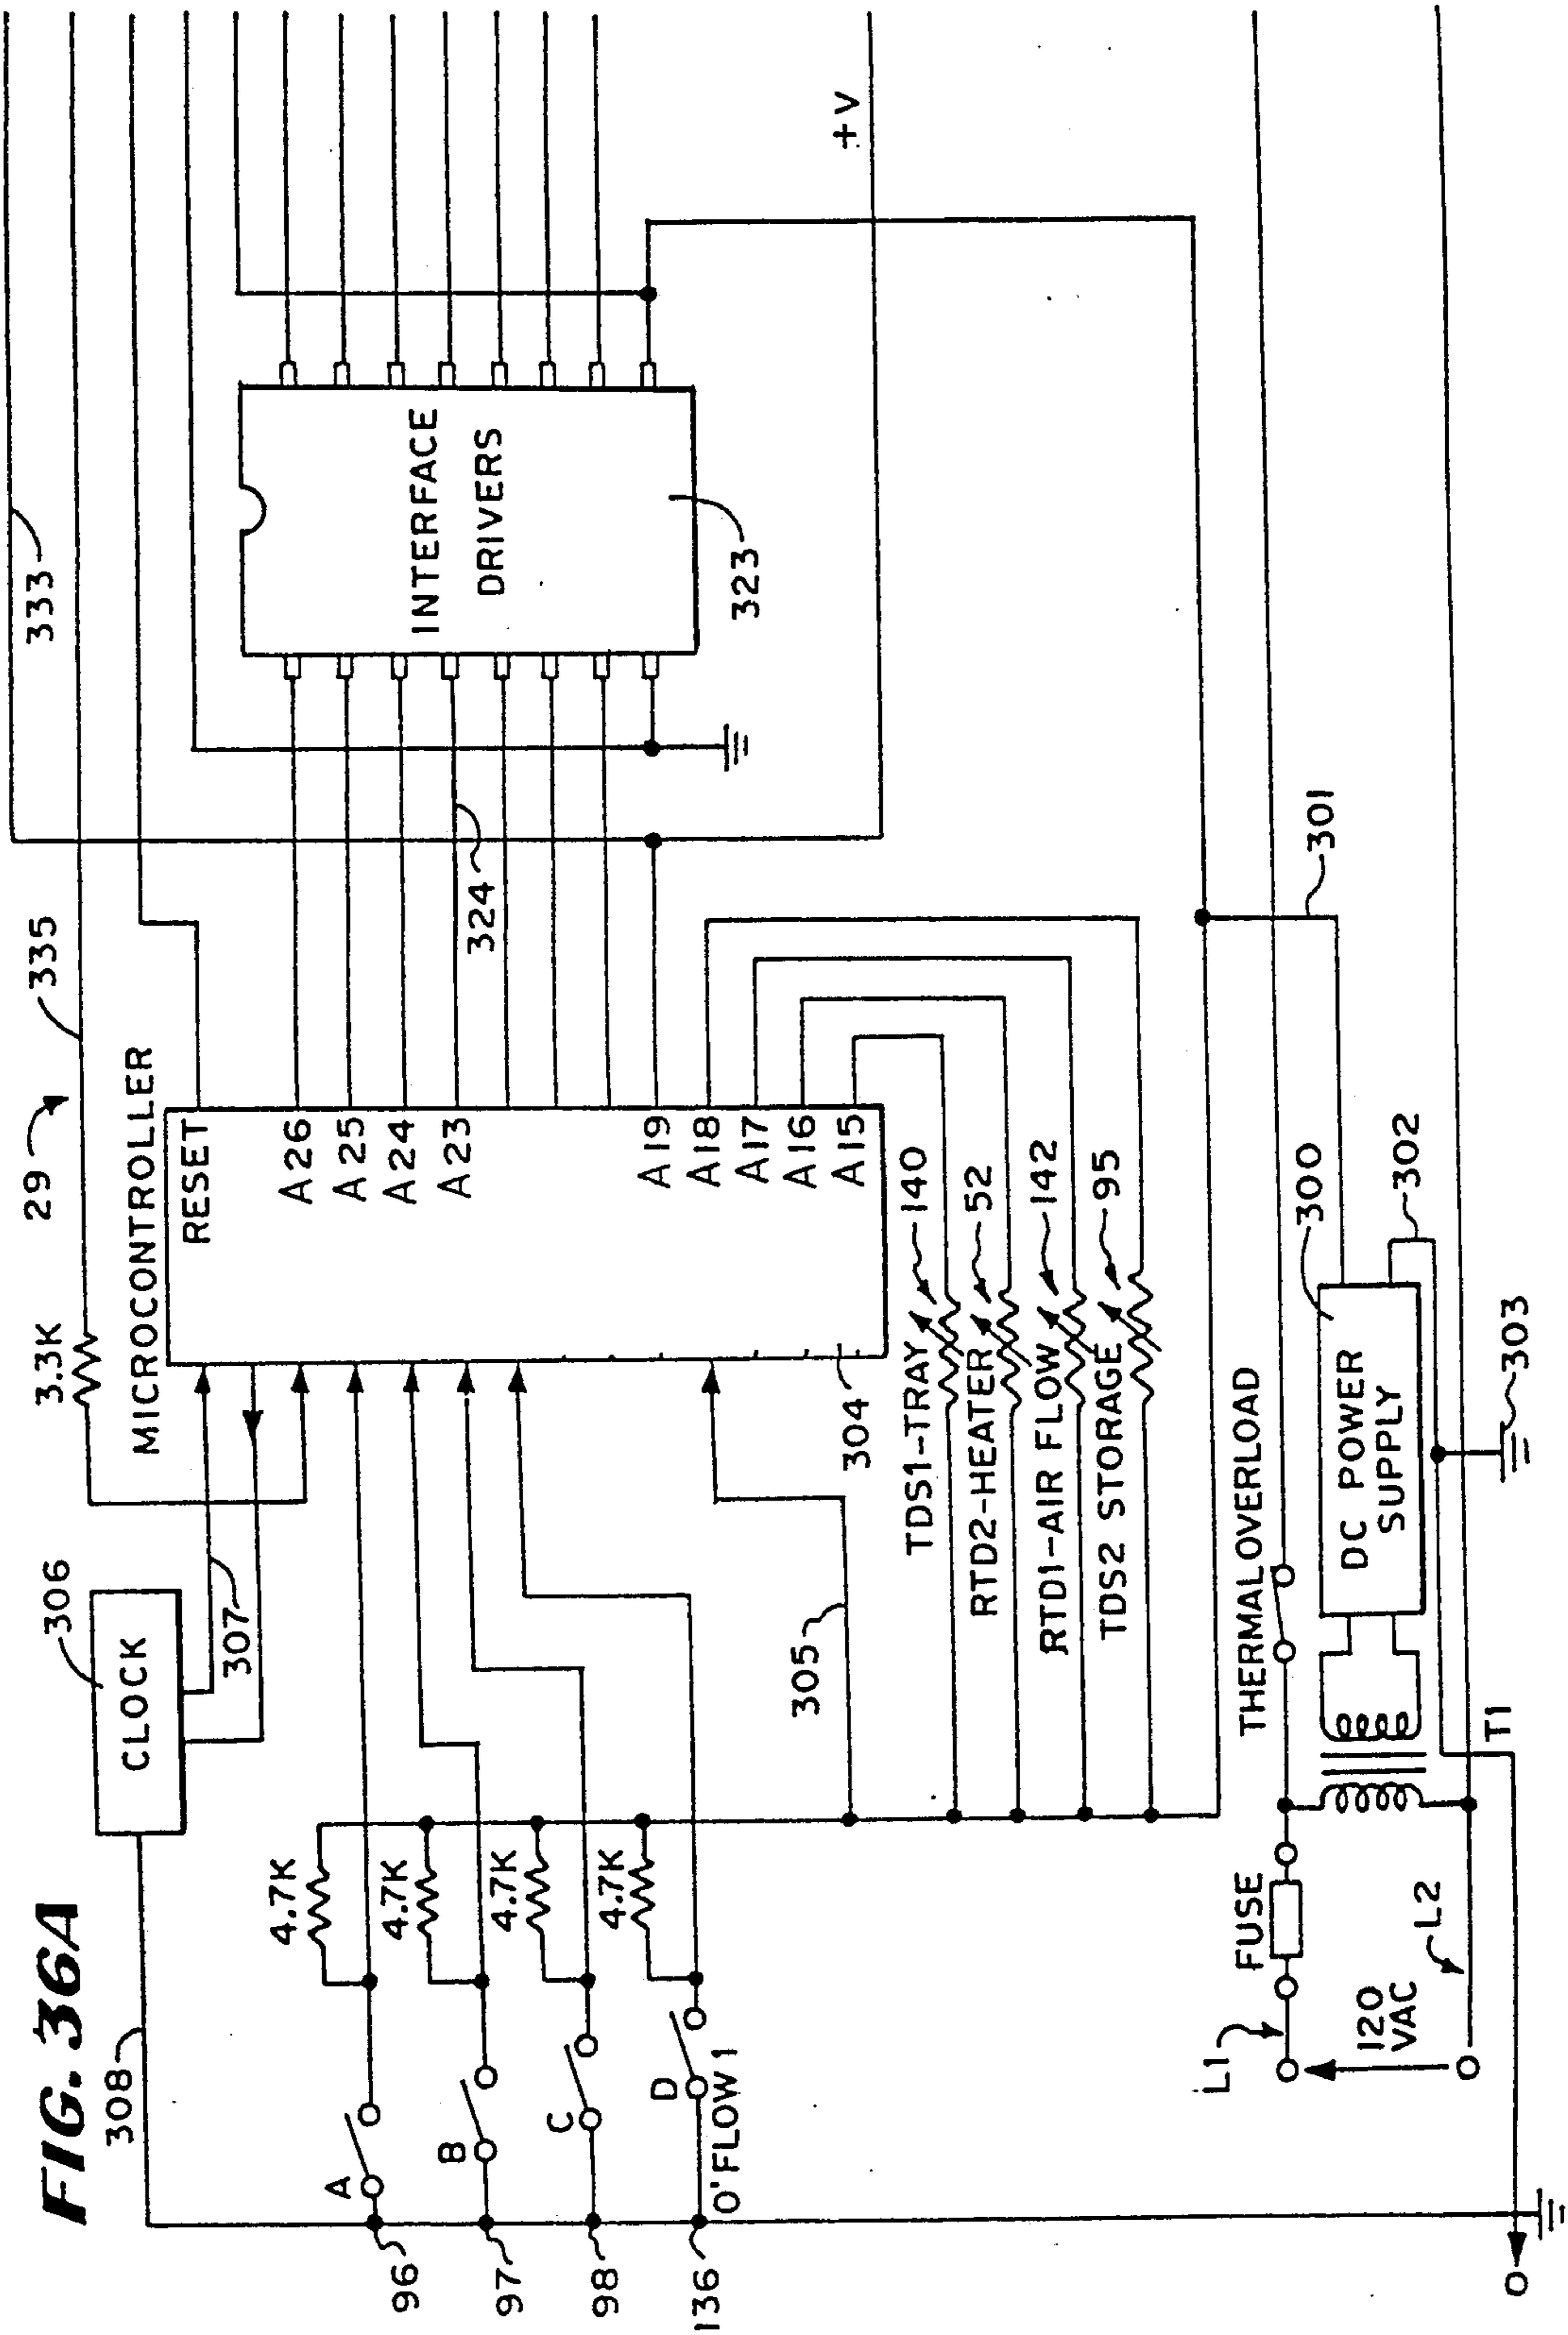 FIG. 36A
308
306
CLOCK
307
29
335
333
3.3K
MICROCONTROLLER
RESET
A26
A25
A24
A23
A19
A18
A17
A16
A15
304
324
INTERFACE
DRIVERS
323
+V
4.7K
4.7K
4.7K
4.7K
A
B
C
D
O'FLOW1
96
97
98
136
305
TDS1-TRAY
140
RTD2-HEATER
52
RTD1-AIR FLOW
142
TDS2 STORAGE
95
THERMAL OVERLOAD
301
L1
FUSE
120
VAC
L2
T1
DC POWER
SUPPLY
300
302
303
O